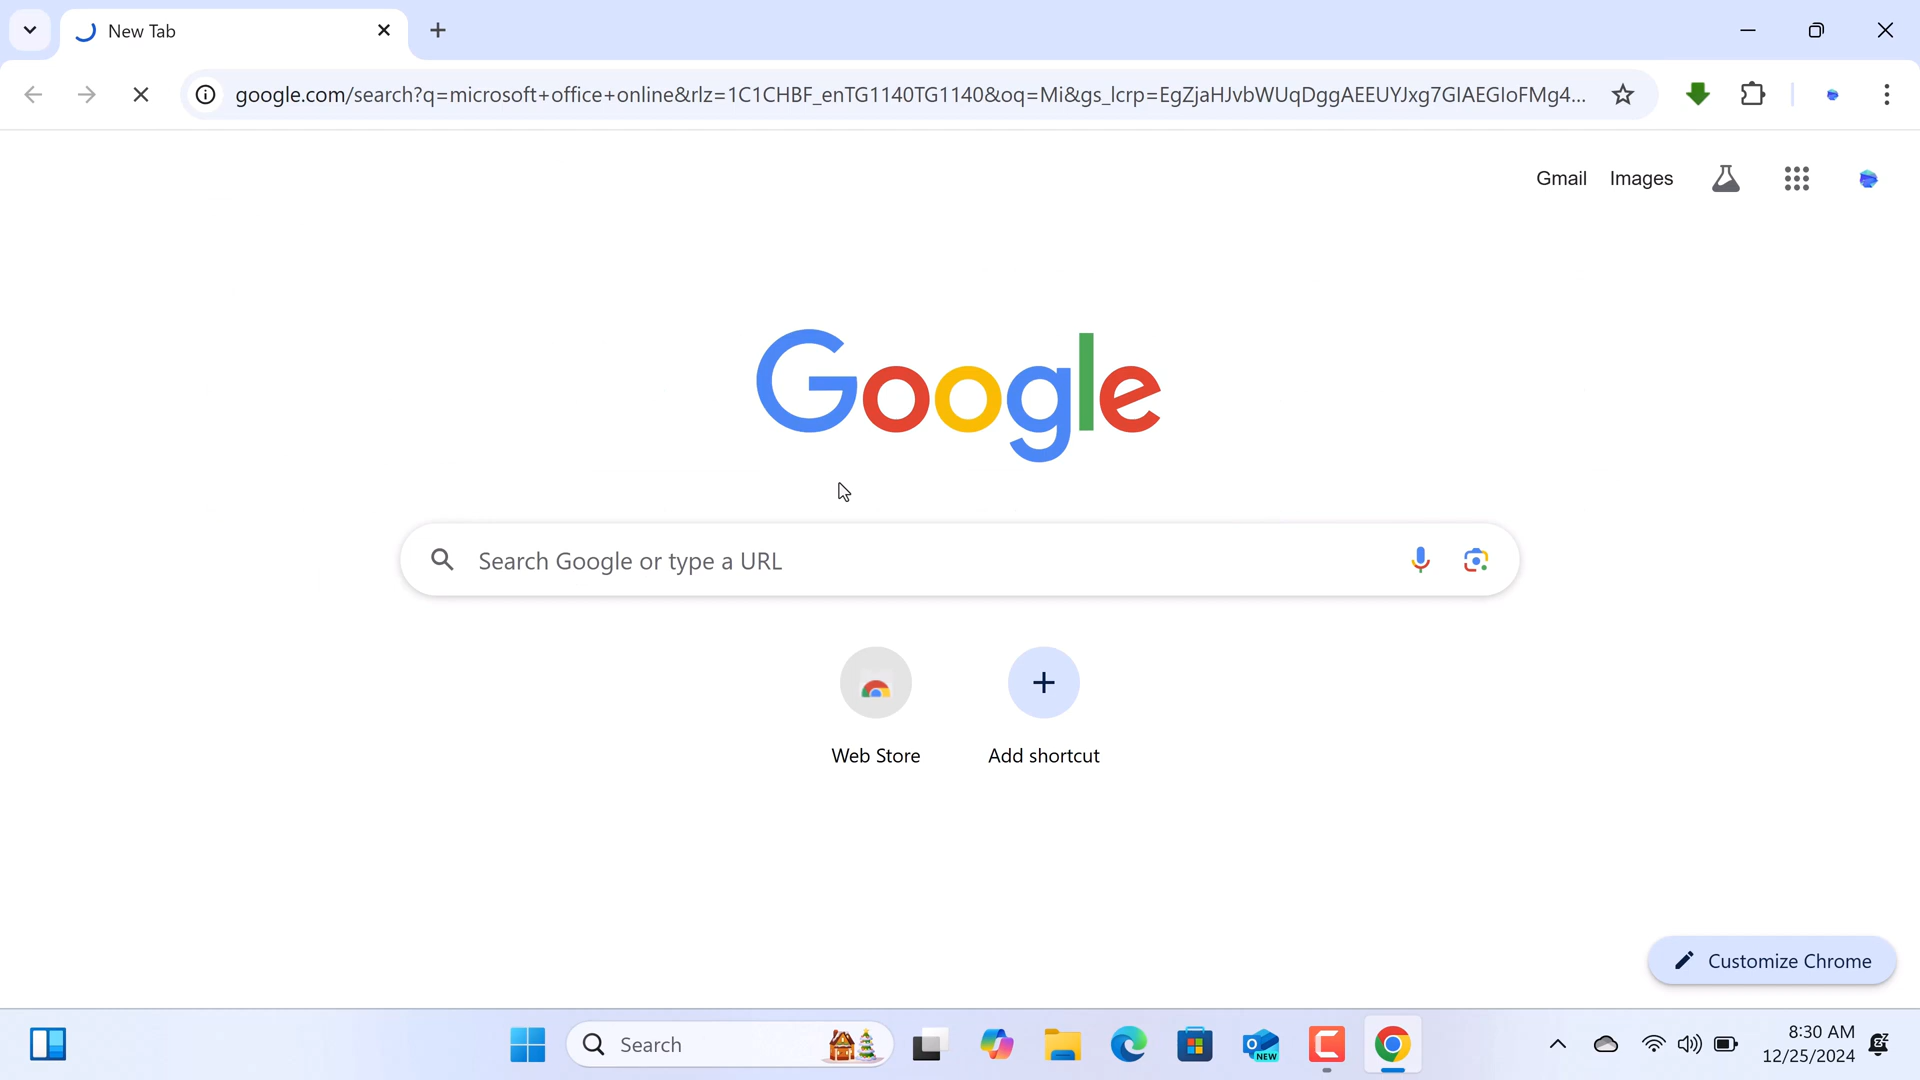 New Tab
google.com/search?q=microsoft+office+online&rlz=1C1CHBF_enTG1140TG1140&oq=Mi&gs_lcrp=EgZjaHJvbWUqDggAEEUYJxg7GIAEGIoFMg4...
Gmail Images
Google
Search Google or type a URL
Web Store Add shortcut
Customize Chrome
Search
NEW
8:30 AM
12/25/2024